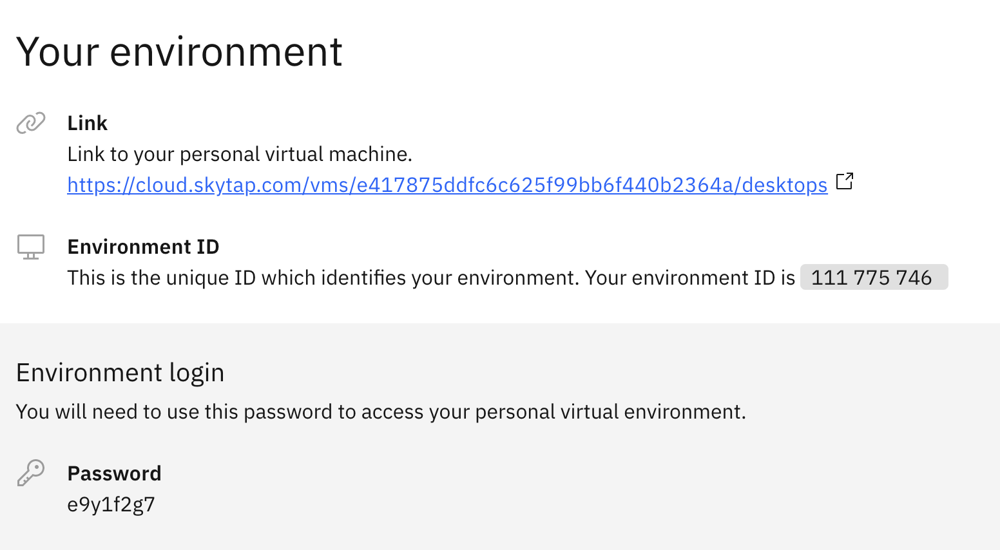 Your environment
Link
Link to your personal virtual machine.
https://cloud.skytap.com/vms/e417875ddfc6c625f99bb6f440b2364a/desktops
Environment ID
This is the unique ID which identifies your environment. Your environment ID is 111 775 746
Environment login
You will need to use this password to access your personal virtual environment.
Password
e9y1f2g7